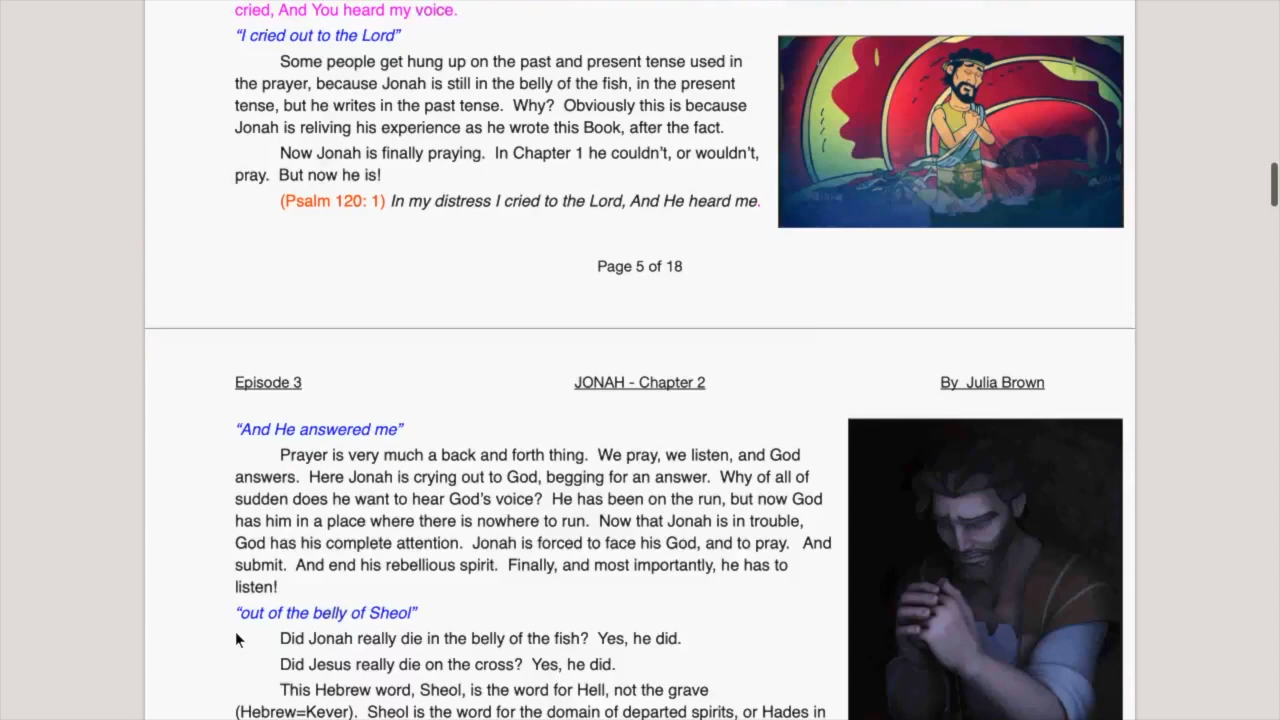 cried, And You heard my voice.
“I cried out to the Lord”
Some people get hung up on the past and present tense used in
the prayer, because Jonah is still in the belly of the fish, in the present
tense, but he writes in the past tense.  Why?  Obviously this is because
Jonah is reliving his experience as he wrote this Book, after the fact.
Now Jonah is finally praying.  In Chapter 1 he couldn’t, or wouldn’t,
pray.  But now he is!
(Psalm 120: 1) In my distress I cried to the Lord, And He heard me.
Page 5 of 18
Episode 3 JONAH - Chapter 2 By  Julia Brown
“And He answered me”
Prayer is very much a back and forth thing.  We pray, we listen, and God
answers.  Here Jonah is crying out to God, begging for an answer.  Why of all of
sudden does he want to hear God’s voice?  He has been on the run, but now God
has him in a place where there is nowhere to run.  Now that Jonah is in trouble,
God has his complete attention.  Jonah is forced to face his God, and to pray.   And
submit.  And end his rebellious spirit.  Finally, and most importantly, he has to
listen!
“out of the belly of Sheol”
Did Jonah really die in the belly of the fish?  Yes, he did.
Did Jesus really die on the cross?  Yes, he did.
This Hebrew word, Sheol, is the word for Hell, not the grave
(Hebrew=Kever).  Sheol is the word for the domain of departed spirits, or Hades in